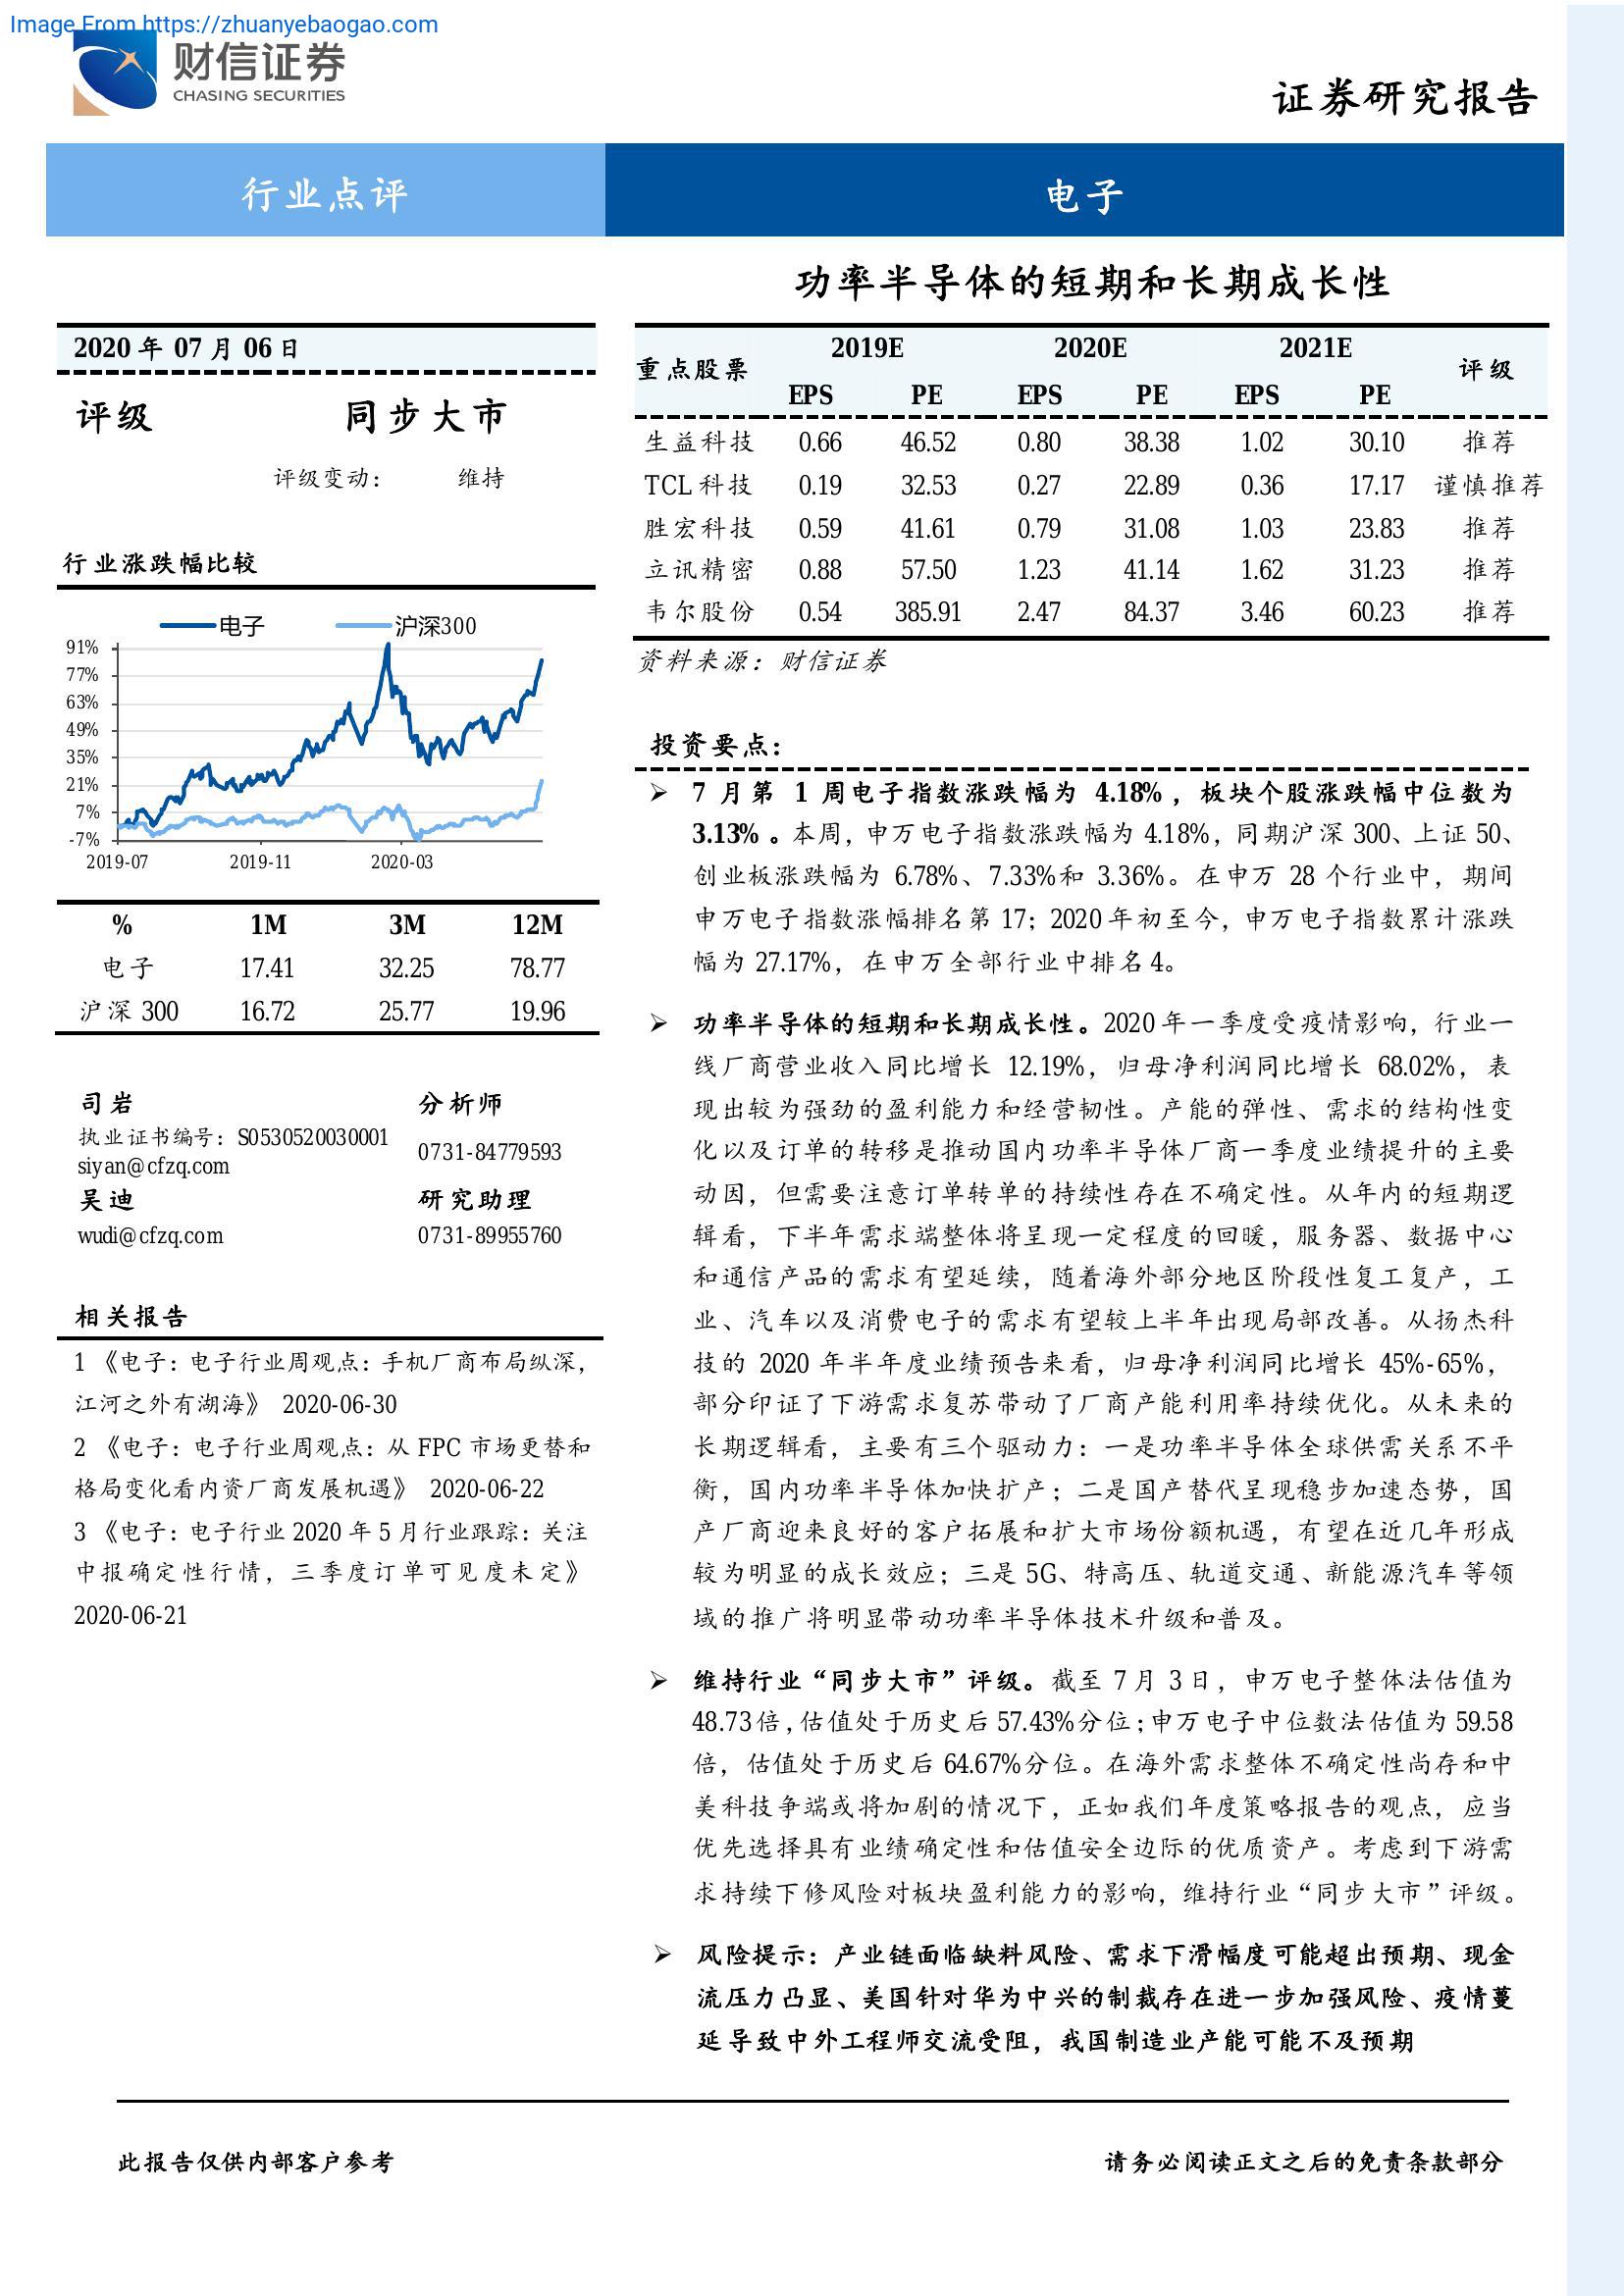 Image From https://zhuanyebaogao.com
财信证券
CHASING SECURITIES
证券研究报告
行业点评
电子
功率半导体的短期和长期成长性
2020 年 07 月 06 日
评级 同步大市
评级变动: 维持
行业涨跌幅比较
电子 沪深300
91%
77%
63%
49%
35%
21%
7%
-7%
2019-07 2019-11 2020-03
% 1M 3M 12M
电子 17.41 32.25 78.77
沪深 300 16.72 25.77 19.96
司岩 分析师
执业证书编号: S0530520030001
siyan@cfzq.com
0731-84779593
吴迪 研究助理
wudi@cfzq.com 0731-89955760
相关报告
1 《电子: 电子行业周观点: 手机厂商布局纵深,
江河之外有湖海》 2020-06-30
2 《电子: 电子行业周观点: 从 FPC 市场更替和
格局变化看内资厂商发展机遇》 2020-06-22
3 《电子: 电子行业 2020 年 5 月行业跟踪: 关注
中报确定性行情, 三季度订单可见度未定》
2020-06-21
重点股票 2019E 2020E 2021E 评级
EPS PE EPS PE EPS PE
生益科技 0.66 46.52 0.80 38.38 1.02 30.10 推荐
TCL 科技 0.19 32.53 0.27 22.89 0.36 17.17 谨慎推荐
胜宏科技 0.59 41.61 0.79 31.08 1.03 23.83 推荐
立讯精密 0.88 57.50 1.23 41.14 1.62 31.23 推荐
韦尔股份 0.54 385.91 2.47 84.37 3.46 60.23 推荐
资料来源: 财信证券
投资要点:
➢ 7 月第 1 周电子指数涨跌幅为 4.18%, 板块个股涨跌幅中位数为
3.13%。本周, 申万电子指数涨跌幅为 4.18%, 同期沪深 300、上证 50、
创业板涨跌幅为 6.78%、7.33%和 3.36%。在申万 28 个行业中, 期间
申万电子指数涨幅排名第 17; 2020 年初至今, 申万电子指数累计涨跌
幅为 27.17%, 在申万全部行业中排名 4。
➢ 功率半导体的短期和长期成长性。2020 年一季度受疫情影响, 行业一
线厂商营业收入同比增长 12.19%, 归母净利润同比增长 68.02%, 表
现出较为强劲的盈利能力和经营韧性。产能的弹性、需求的结构性变
化以及订单的转移是推动国内功率半导体厂商一季度业绩提升的主要
动因, 但需要注意订单转单的持续性存在不确定性。从年内的短期逻
辑看, 下半年需求端整体将呈现一定程度的回暖, 服务器、数据中心
和通信产品的需求有望延续, 随着海外部分地区阶段性复工复产, 工
业、汽车以及消费电子的需求有望较上半年出现局部改善。从扬杰科
技的 2020 年半年度业绩预告来看, 归母净利润同比增长 45%-65%,
部分印证了下游需求复苏带动了厂商产能利用率持续优化。从未来的
长期逻辑看, 主要有三个驱动力: 一是功率半导体全球供需关系不平
衡, 国内功率半导体加快扩产; 二是国产替代呈现稳步加速态势, 国
产厂商迎来良好的客户拓展和扩大市场份额机遇, 有望在近几年形成
较为明显的成长效应; 三是 5G、特高压、轨道交通、新能源汽车等领
域的推广将明显带动功率半导体技术升级和普及。
➢ 维持行业“同步大市”评级。截至 7 月 3 日, 申万电子整体法估值为
48.73 倍, 估值处于历史后 57.43%分位; 申万电子中位数法估值为 59.58
倍, 估值处于历史后 64.67%分位。在海外需求整体不确定性尚存和中
美科技争端或将加剧的情况下, 正如我们年度策略报告的观点, 应当
优先选择具有业绩确定性和估值安全边际的优质资产。考虑到下游需
求持续下修风险对板块盈利能力的影响, 维持行业“同步大市”评级。
➢ 风险提示: 产业链面临缺料风险、需求下滑幅度可能超出预期、现金
流压力凸显、美国针对华为中兴的制裁存在进一步加强风险、疫情蔓
延导致中外工程师交流受阻, 我国制造业产能可能不及预期
此报告仅供内部客户参考
请务必阅读正文之后的免责条款部分